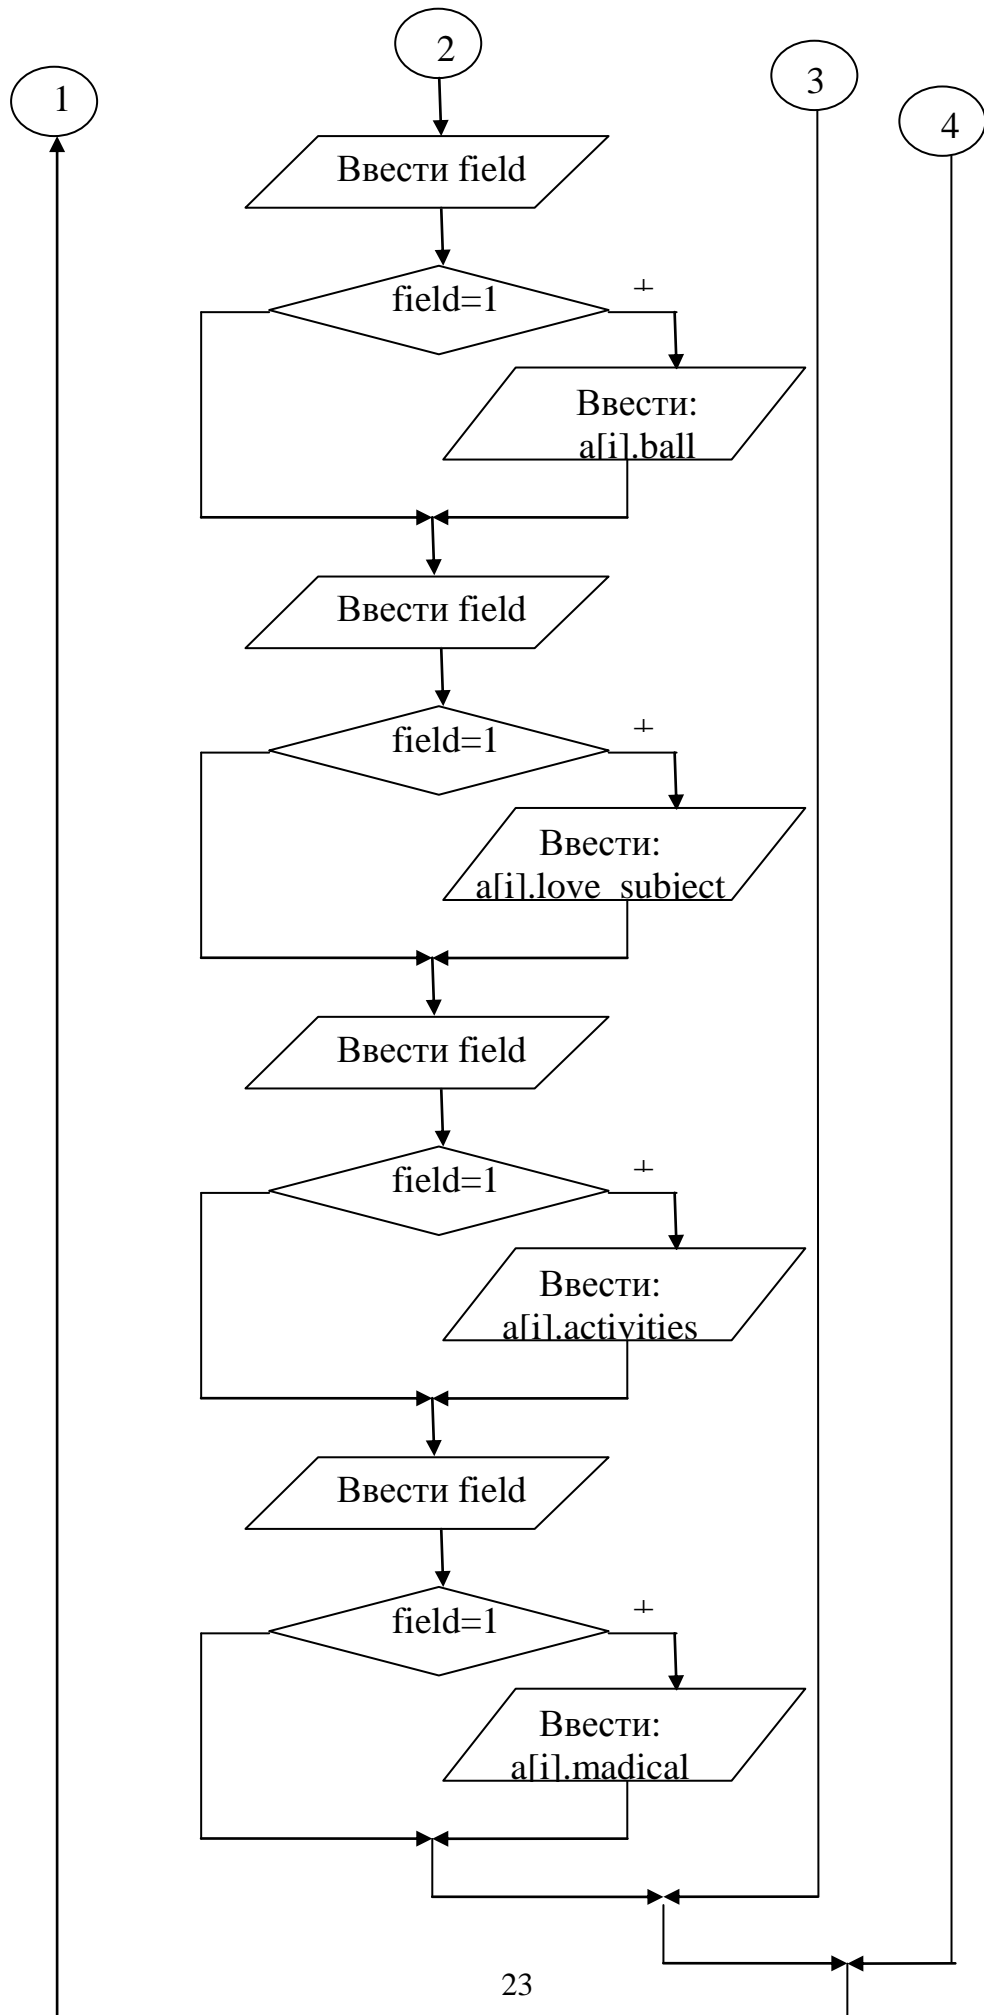 2
3
1
4
Ввести field
field=1
+
Ввести:
a[i].ball
Ввести field
field=1
+
Ввести:
a[i].love_subject
Ввести field
field=1
+
Ввести:
a[i].activities
Ввести field
field=1
+
Ввести:
a[i].madical
23